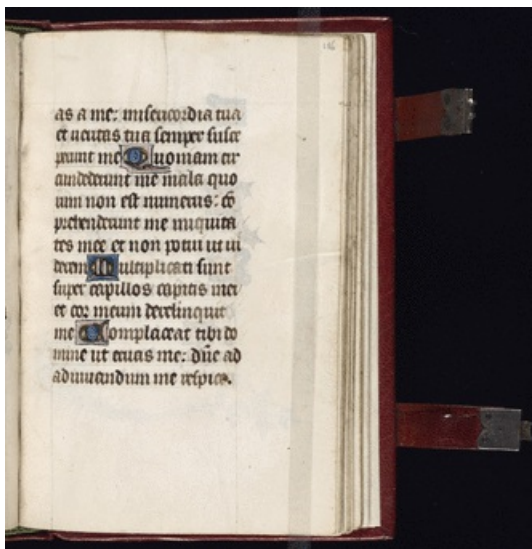 as a me: misericordia tua
et ueritas tua semper susce
perunt me Quoniam cir
cumdederunt me mala quo
rum non est numerus: cō
prehenderunt me iniquita
tes mee et non potui ut ui
derem Multiplicati sunt
super capillos capitis mei
et cor meum dereliquit
me Complaceat tibi do
mine ut eruas me: dn̄e ad
adiuuandum me respice.